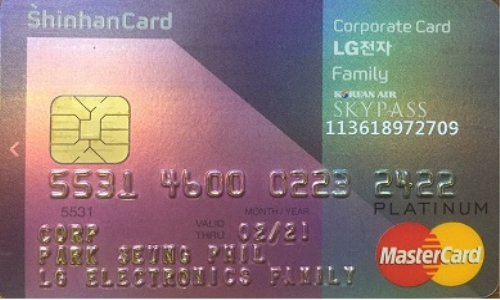 ShinhanCard
Corporate Card
LG전자
Family
KOREAN AIR
SKYPASS
113618972709
5531 4600 0223 2422
5531
PLATINUM
MONTH/YEAR
VALID THRU 02/21
CORP
PARK SEUNG PHIL
LG ELECTRONICS FAMILY
MasterCard